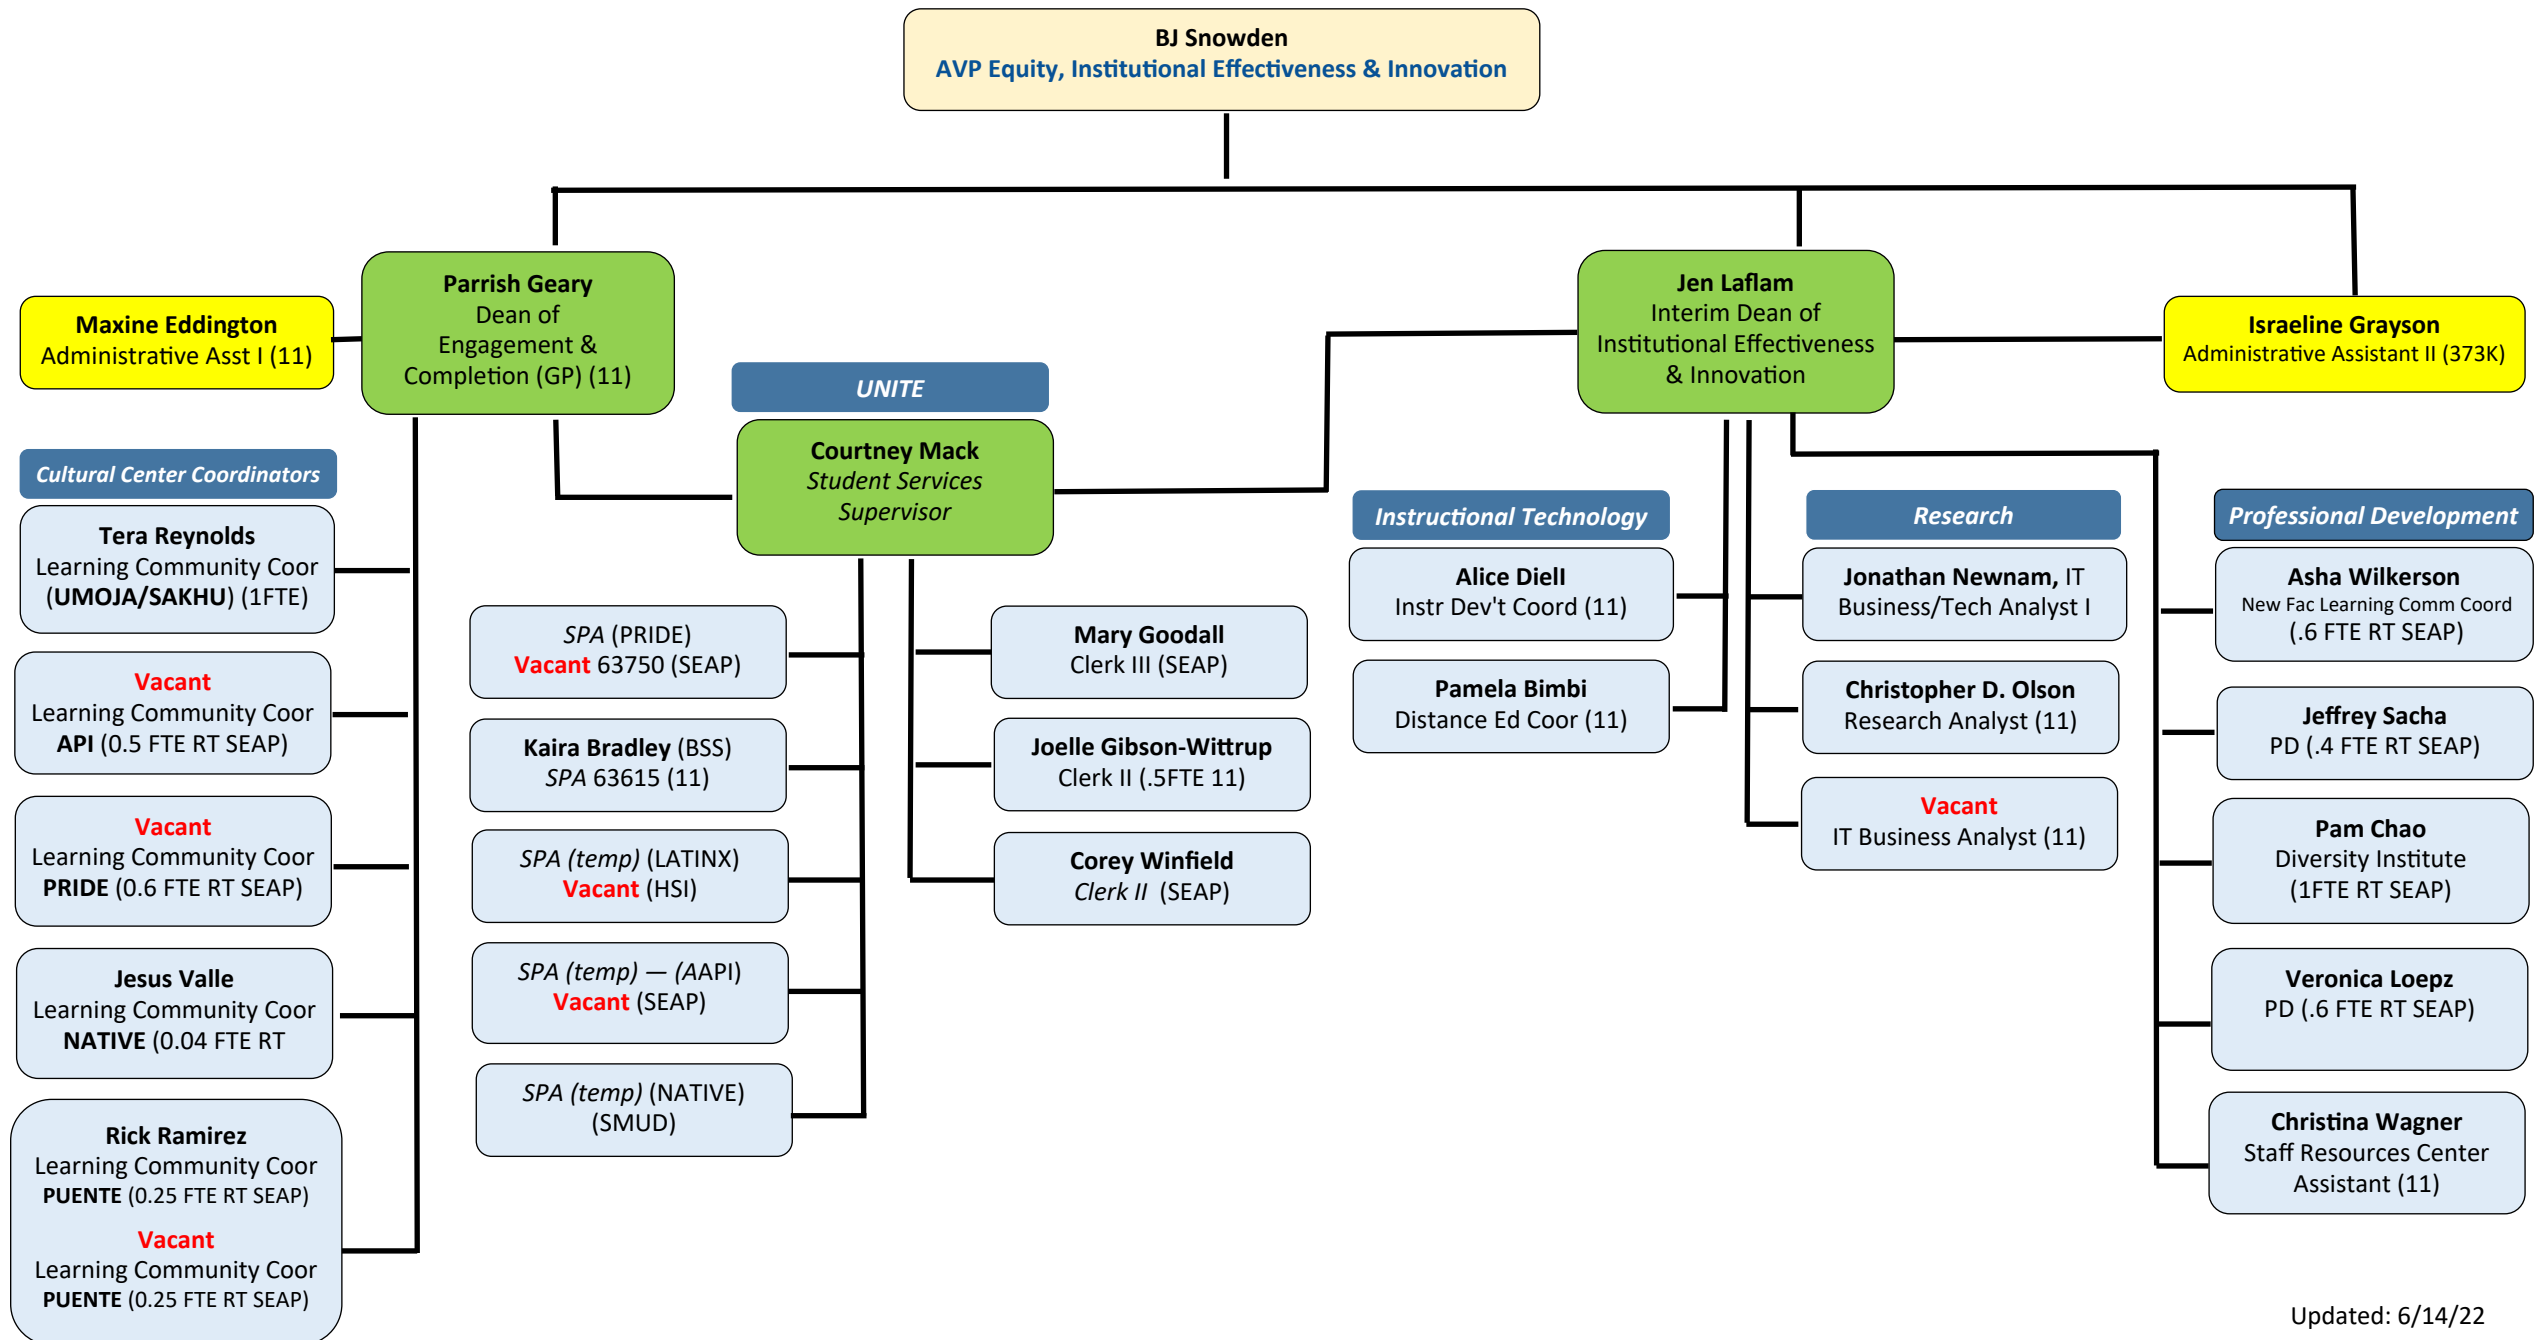 BJ Snowden
AVP Equity, Institutional Effectiveness & Innovation
Maxine Eddington
Administrative Asst I (11)
Parrish Geary
Dean of
Engagement &
Completion (GP) (11)
Jen Laflam
Interim Dean of
Institutional Effectiveness
& Innovation
Israeline Grayson
Administrative Assistant II (373K)
UNITE
Courtney Mack
Student Services
Supervisor
Cultural Center Coordinators
Tera Reynolds
Learning Community Coor
(UMOJA/SAKHU) (1FTE)
Vacant
Learning Community Coor
API (0.5 FTE RT SEAP)
Vacant
Learning Community Coor
PRIDE (0.6 FTE RT SEAP)
Jesus Valle
Learning Community Coor
NATIVE (0.04 FTE RT
Rick Ramirez
Learning Community Coor
PUENTE (0.25 FTE RT SEAP)
Vacant
Learning Community Coor
PUENTE (0.25 FTE RT SEAP)
SPA (PRIDE)
Vacant 63750 (SEAP)
Kaira Bradley (BSS)
SPA 63615 (11)
SPA (temp) (LATINX)
Vacant (HSI)
SPA (temp) — (AAPI)
Vacant (SEAP)
SPA (temp) (NATIVE)
(SMUD)
Mary Goodall
Clerk III (SEAP)
Joelle Gibson-Wittrup
Clerk II (.5FTE 11)
Corey Winfield
Clerk II (SEAP)
Instructional Technology
Alice DielI
Instr Dev't Coord (11)
Pamela Bimbi
Distance Ed Coor (11)
Research
Jonathan Newnam, IT
Business/Tech Analyst I
Christopher D. Olson
Research Analyst (11)
Vacant
IT Business Analyst (11)
Professional Development
Asha Wilkerson
New Fac Learning Comm Coord
(.6 FTE RT SEAP)
Jeffrey Sacha
PD (.4 FTE RT SEAP)
Pam Chao
Diversity Institute
(1FTE RT SEAP)
Veronica Loepz
PD (.6 FTE RT SEAP)
Christina Wagner
Staff Resources Center
Assistant (11)
Updated: 6/14/22